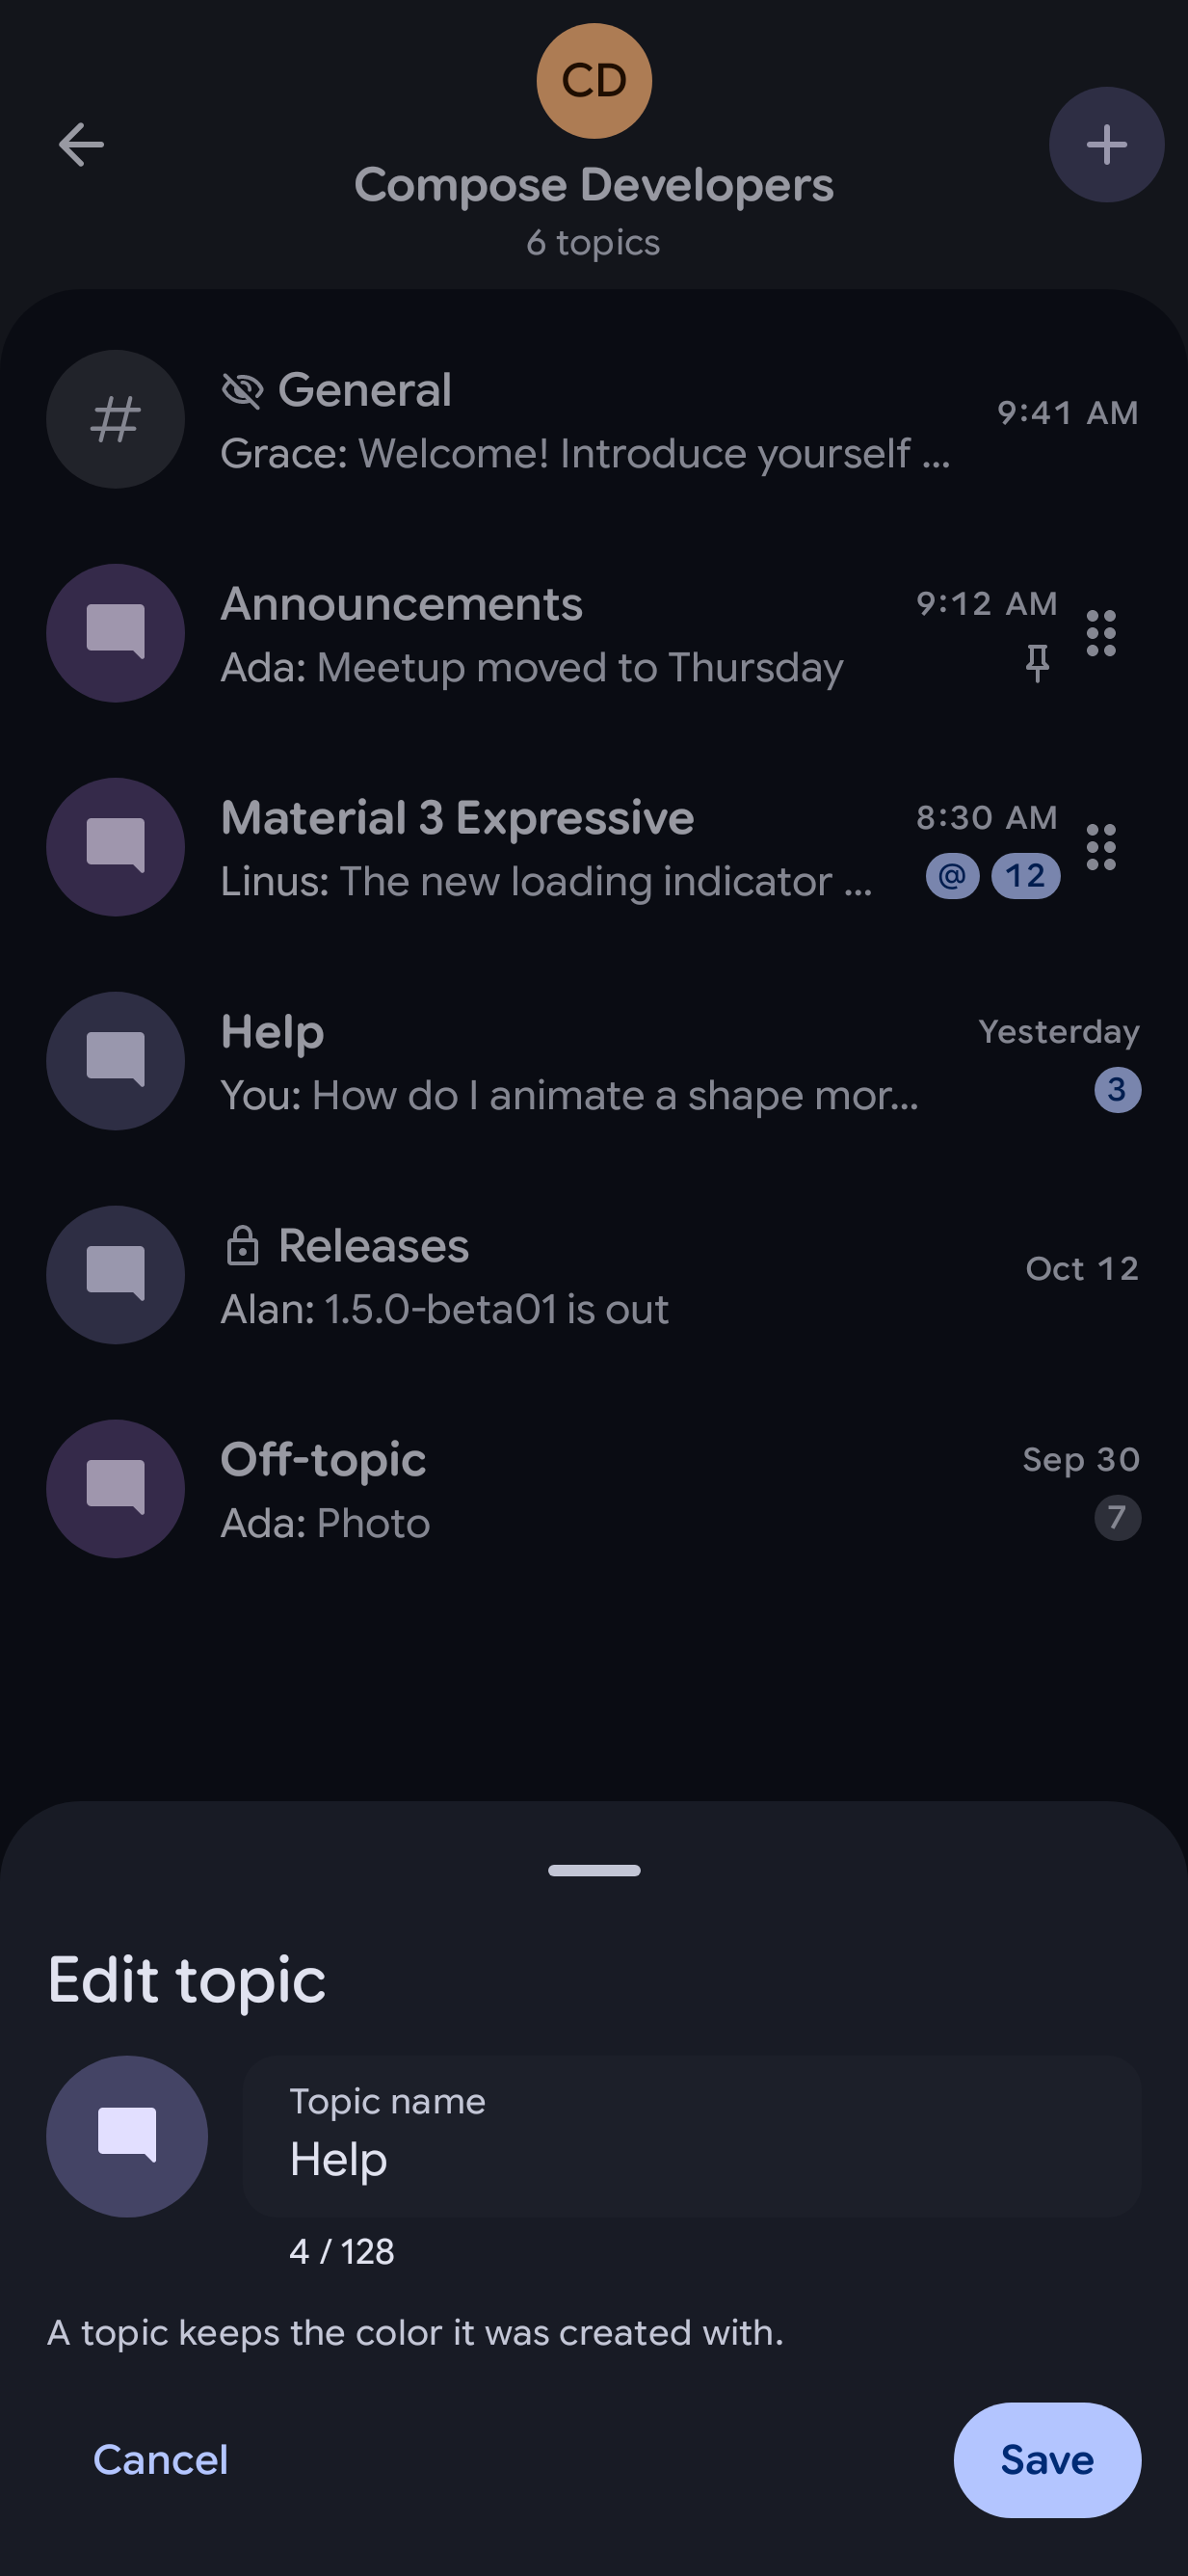 CD
Compose Developers
6 topics
General
9:41 AM
Grace: Welcome! Introduce yourself ...
Announcements
9:12 AM
Ada: Meetup moved to Thursday
Material 3 Expressive
8:30 AM
Linus: The new loading indicator ...
@ 12
Help
Yesterday
You: How do I animate a shape mor...
3
Releases
Oct 12
Alan: 1.5.0-beta01 is out
Off-topic
Sep 30
Ada: Photo
7
Edit topic
Topic name
Help
4 / 128
A topic keeps the color it was created with.
Cancel
Save